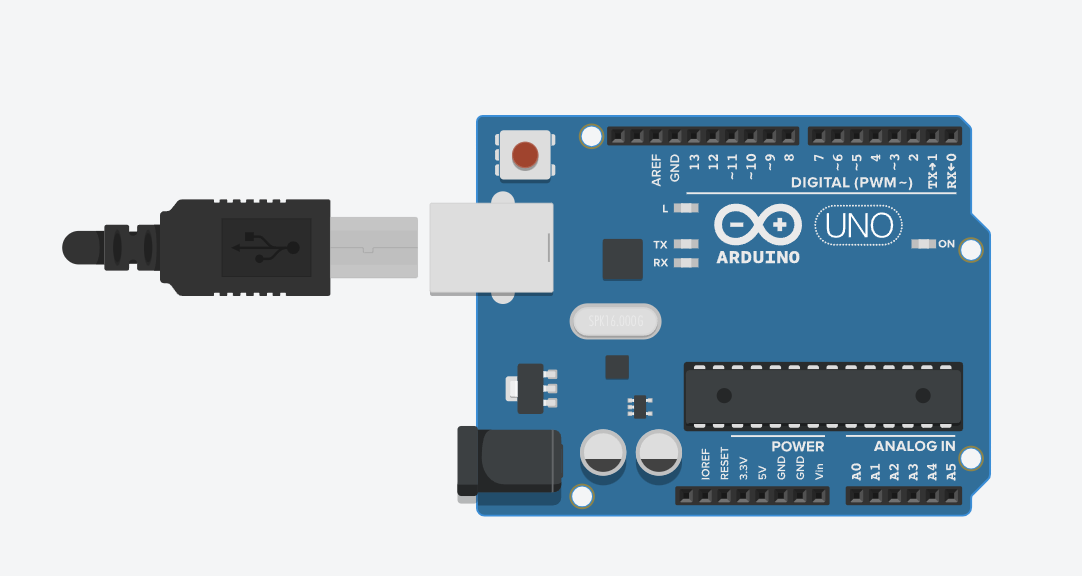 AREF
GND
13
12
~11
~10
~9
8
7
~6
~5
4
~3
2
TX→1
RX←0
DIGITAL (PWM~)
L
TX
RX
UNO
ARDUINO
ON
SPK16.000G
POWER
ANALOG IN
IOREF
RESET
3.3V
5V
GND
GND
Vin
A0
A1
A2
A3
A4
A5